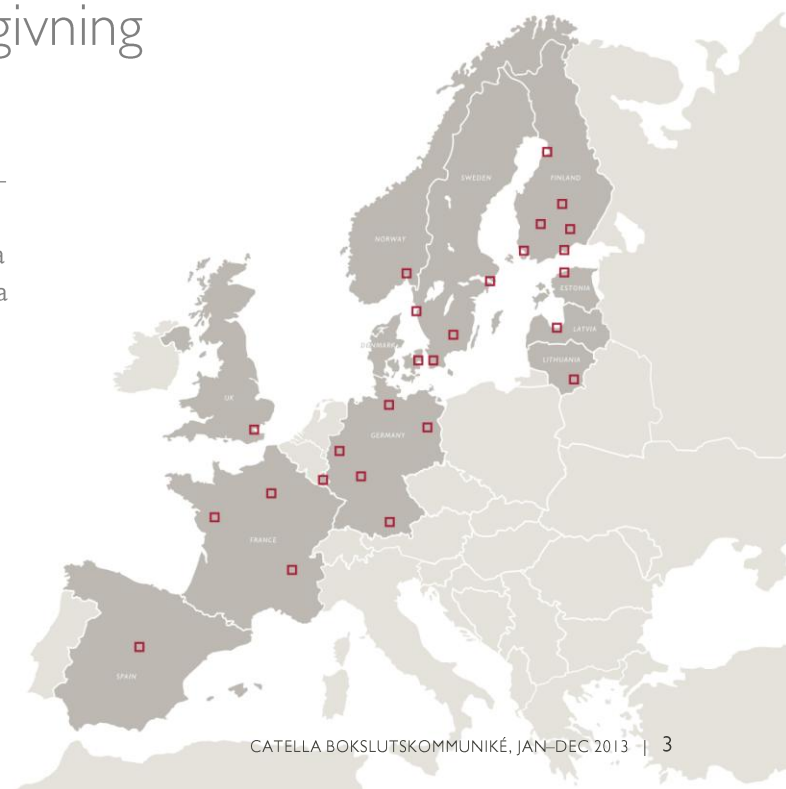 givning
a
a
SWEDEN
FINLAND
NORWAY
ESTONIA
DENMARK
LATVIA
LITHUANIA
UK
GERMANY
FRANCE
SPAIN
CATELLA BOKSLUTSKOMMUNIKÉ, JAN–DEC 2013 | 3